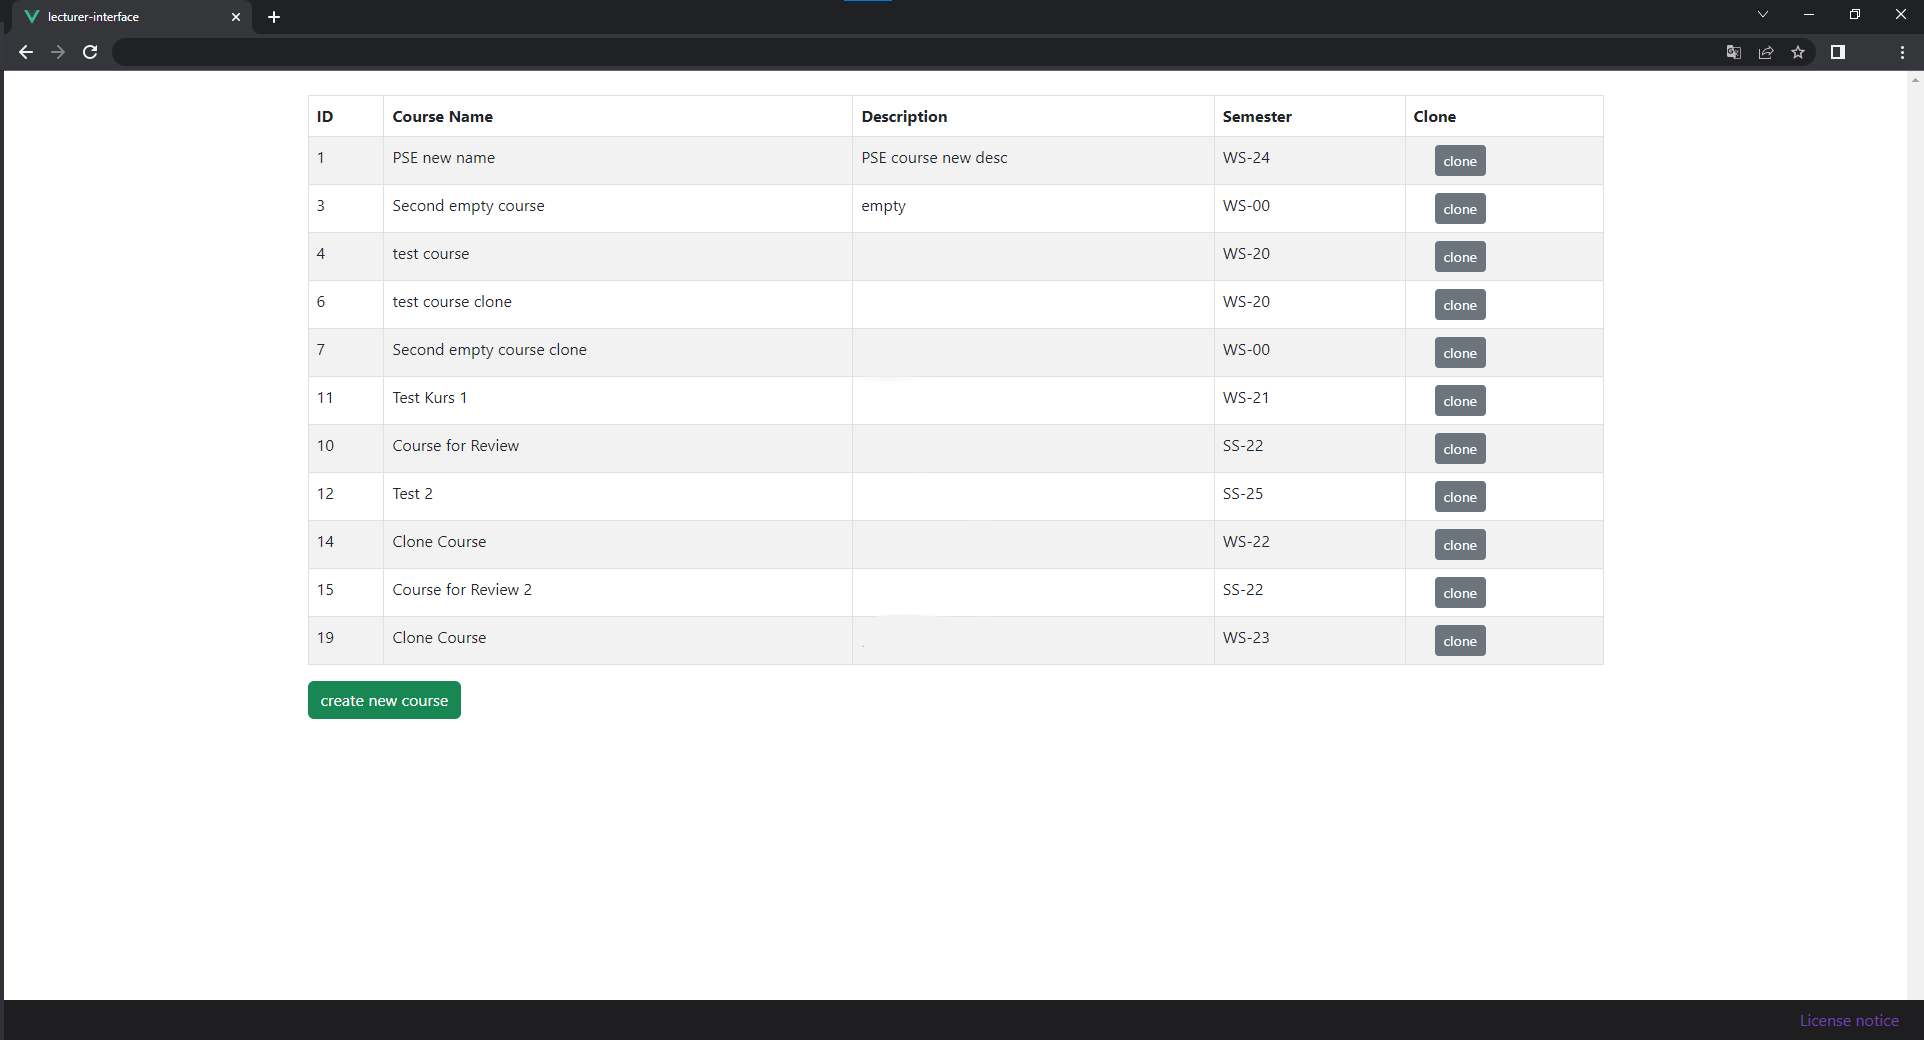 lecturer-interface
ID Course Name Description Semester Clone
1 PSE new name PSE course new desc WS-24 clone
3 Second empty course empty WS-00 clone
4 test course WS-20 clone
6 test course clone WS-20 clone
7 Second empty course clone WS-00 clone
11 Test Kurs 1 WS-21 clone
10 Course for Review SS-22 clone
12 Test 2 SS-25 clone
14 Clone Course WS-22 clone
15 Course for Review 2 SS-22 clone
19 Clone Course WS-23 clone
create new course
License notice